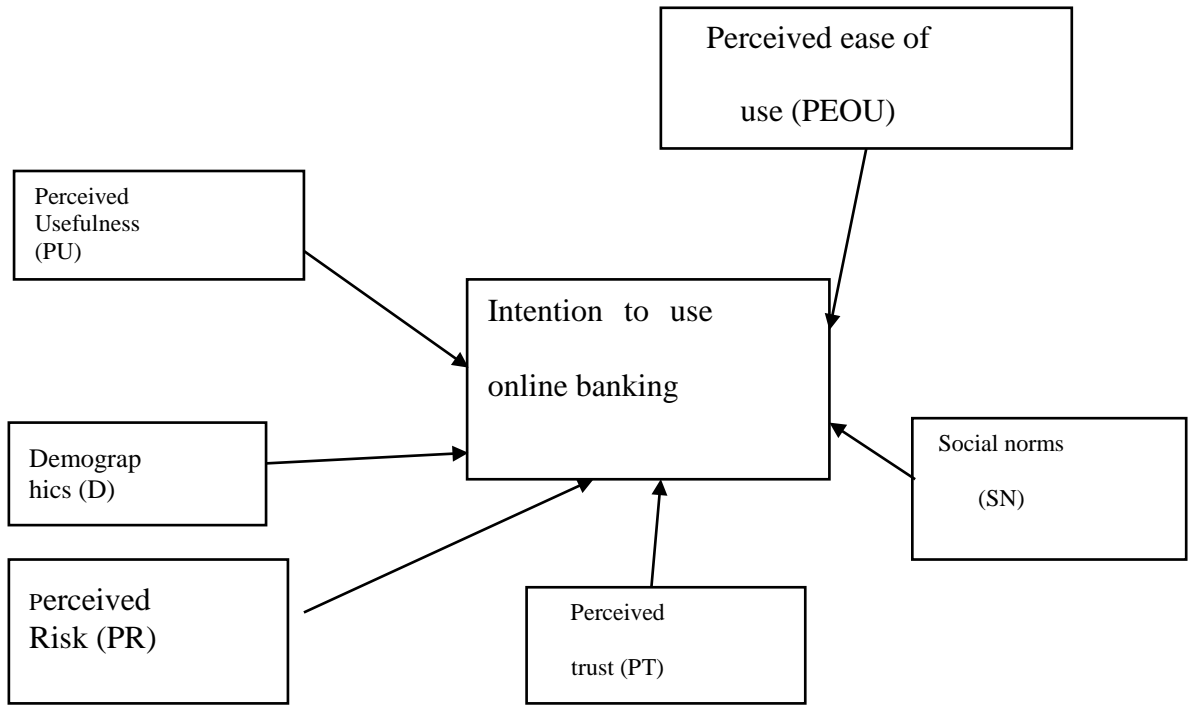 Perceived ease of
use (PEOU)
Perceived
Usefulness
(PU)
Intention to use
online banking
Demograp
hics (D)
Social norms
(SN)
Perceived
Risk (PR)
Perceived
trust (PT)